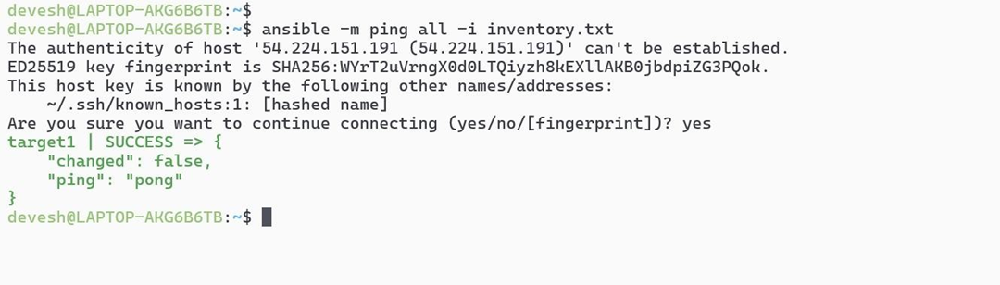 devesh@LAPTOP-AKG6B6TB:~$
devesh@LAPTOP-AKG6B6TB:~$ ansible -m ping all -i inventory.txt
The authenticity of host '54.224.151.191 (54.224.151.191)' can't be established.
ED25519 key fingerprint is SHA256:WYrT2uVrngX0d0LTQiyzh8kEXllAKB0jbdpiZG3PQok.
This host key is known by the following other names/addresses:
    ~/.ssh/known_hosts:1: [hashed name]
Are you sure you want to continue connecting (yes/no/[fingerprint])? yes
target1 | SUCCESS => {
    "changed": false,
    "ping": "pong"
}
devesh@LAPTOP-AKG6B6TB:~$